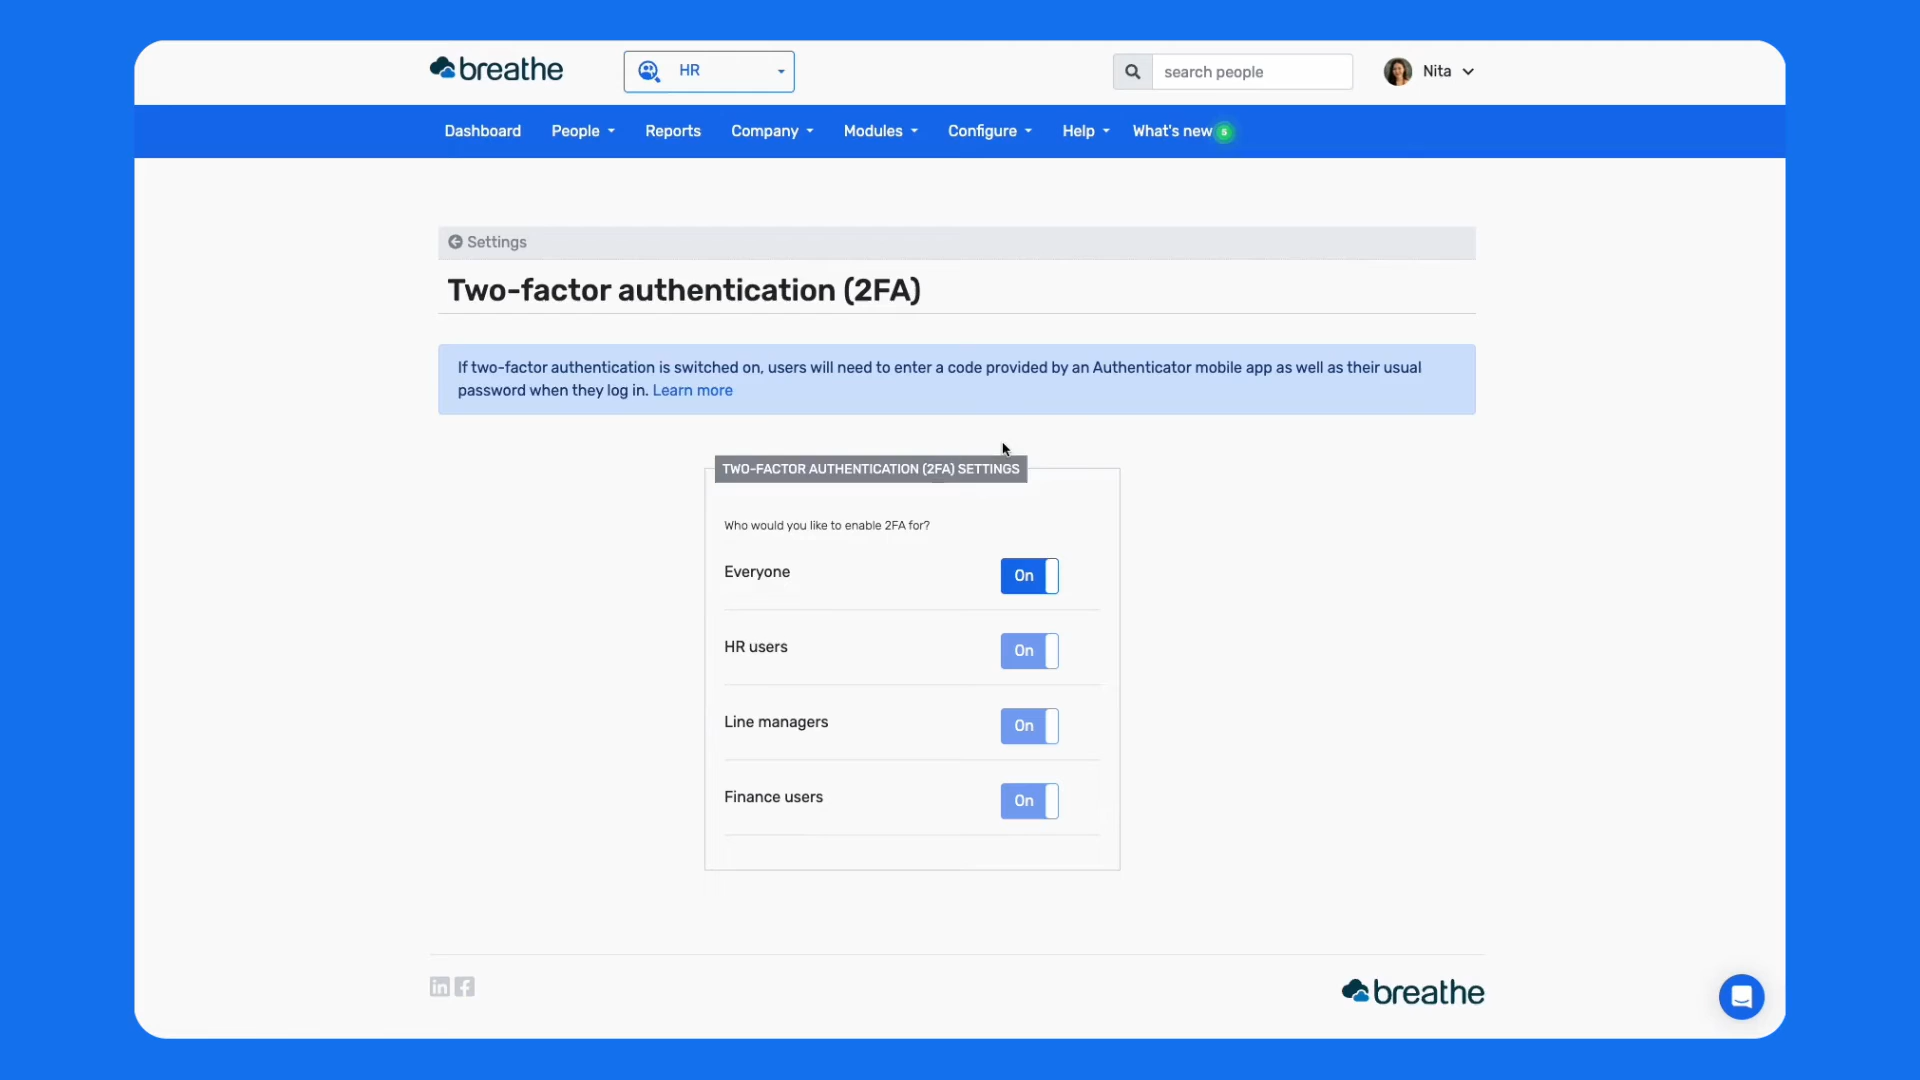 breathe
HR
search people
Nita
Dashboard
People
Reports
Company
Modules
Configure
Help
What's new
5
Settings
Two-factor authentication (2FA)
If two-factor authentication is switched on, users will need to enter a code provided by an Authenticator mobile app as well as their usual
password when they log in. Learn more
TWO-FACTOR AUTHENTICATION (2FA) SETTINGS
Who would you like to enable 2FA for?
Everyone
On
HR users
On
Line managers
On
Finance users
On
in f
breathe